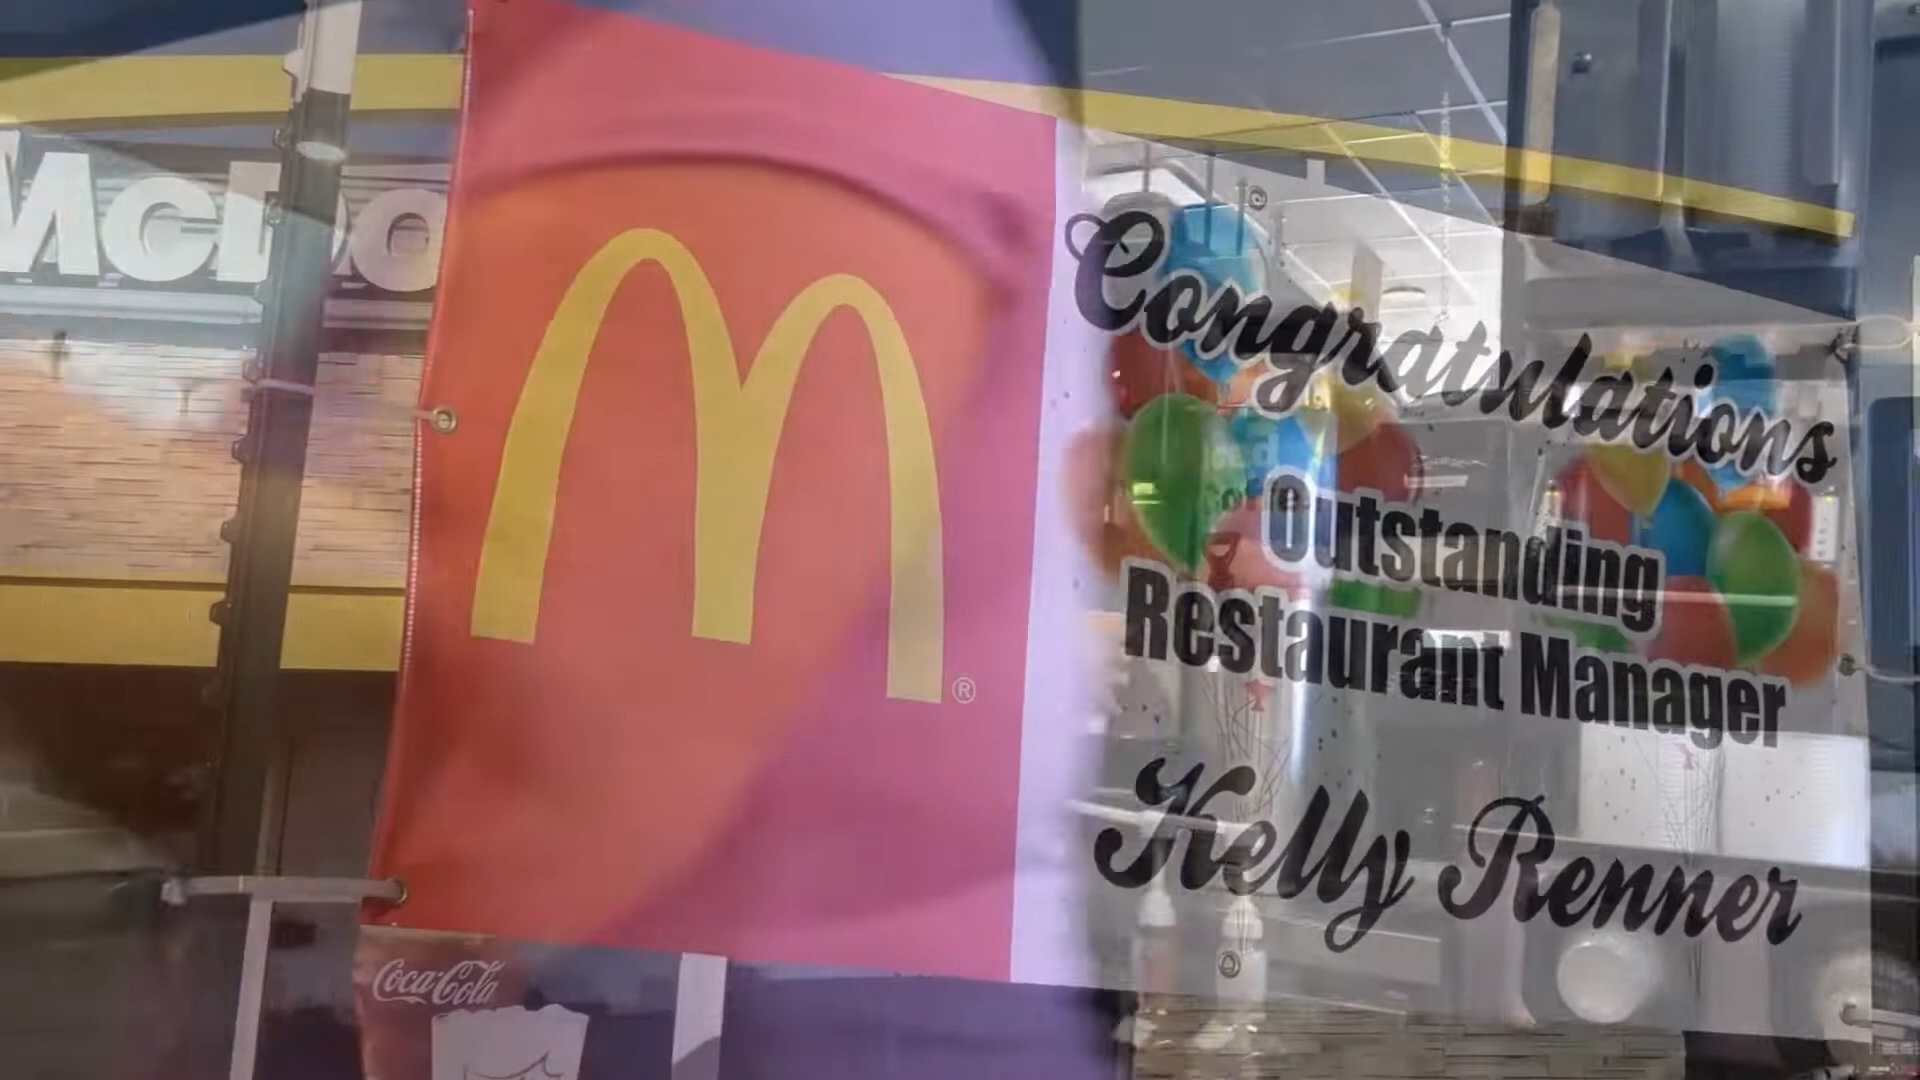 McDo
Congratulations
Outstanding
Restaurant Manager
Kelly Renner
Coca-Cola